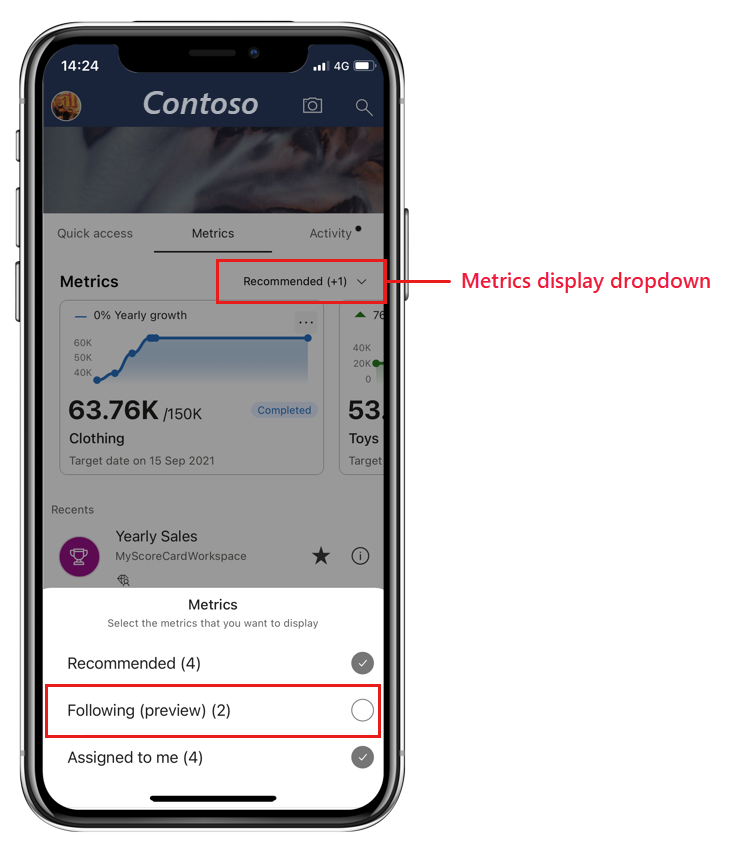 14:24
4G
Contoso
Quick access
Metrics
Activity
Metrics
Recommended (+1)
Metrics display dropdown
0% Yearly growth
...
76
60K
50K
40K
40K
20K
0
63.76K /150K
Completed
53.
Clothing
Toys
Target date on 15 Sep 2021
Target
Recents
Yearly Sales
MyScoreCardWorkspace
Metrics
Select the metrics that you want to display
Recommended (4)
Following (preview) (2)
Assigned to me (4)